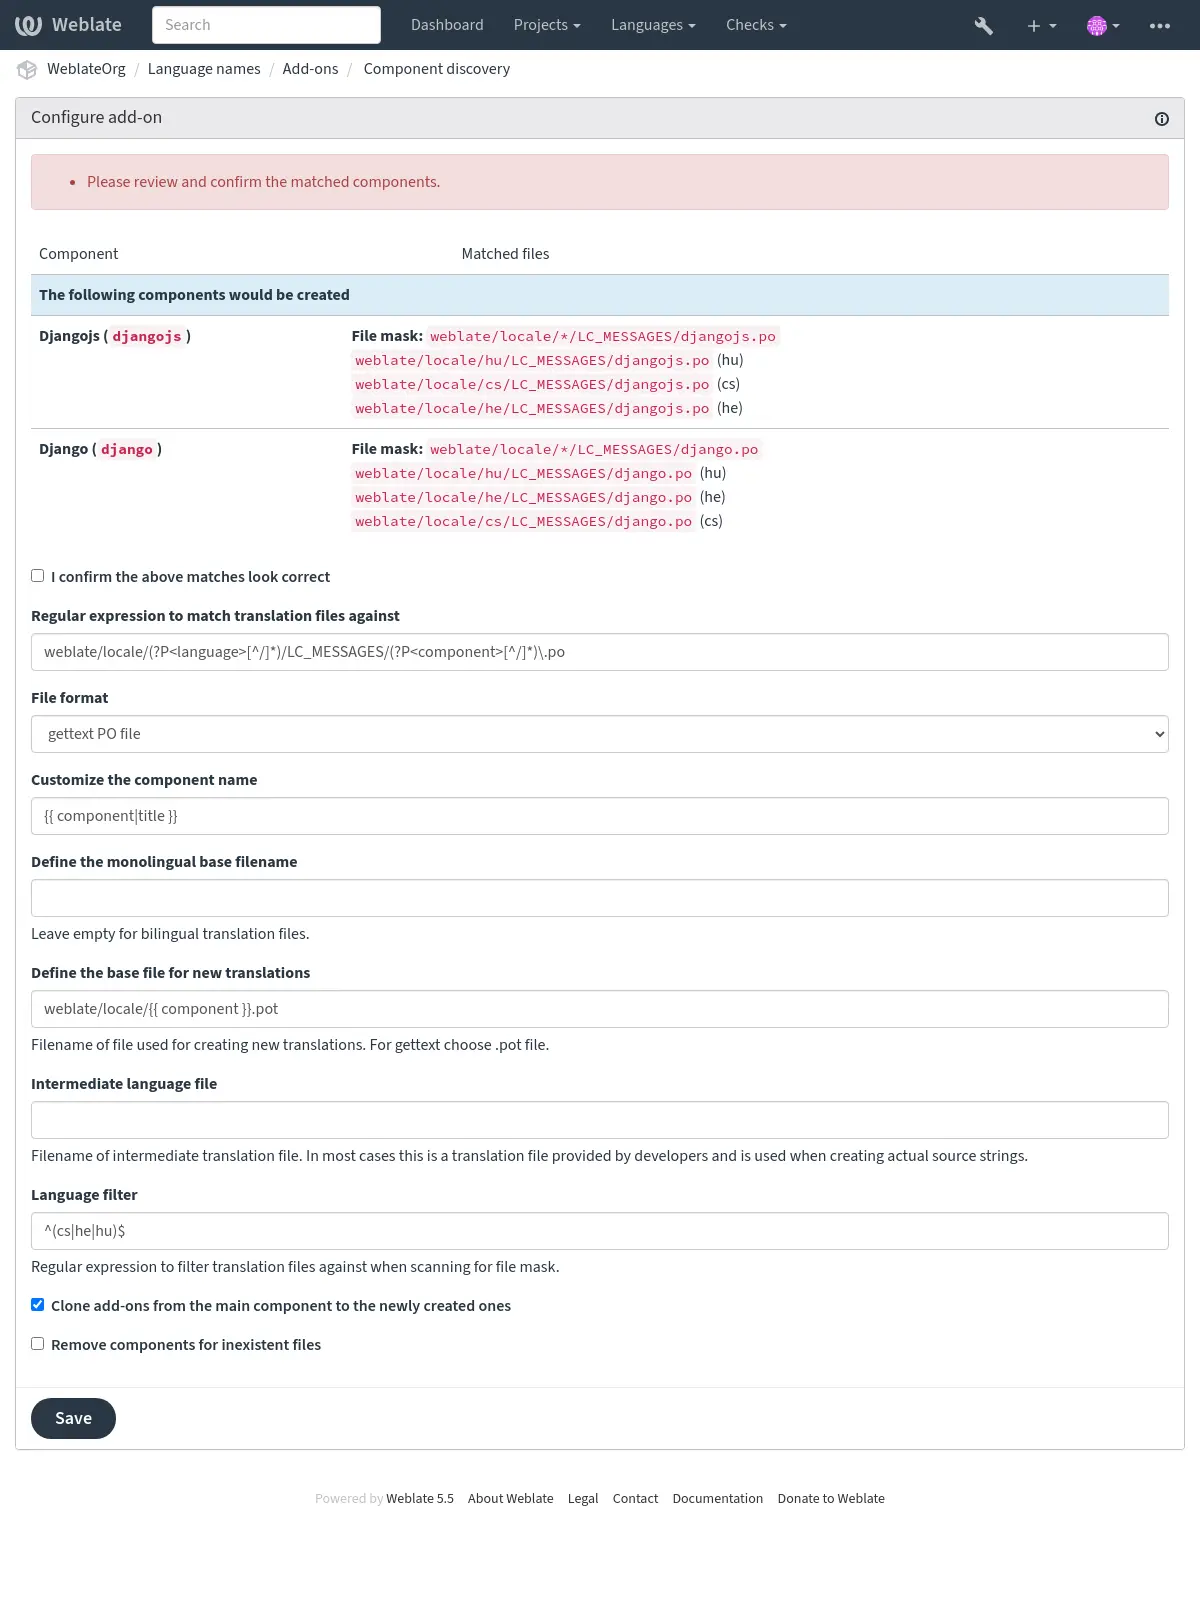 Weblate
Search
Dashboard
Projects
Languages
Checks
WeblateOrg / Language names / Add-ons / Component discovery
Configure add-on
Please review and confirm the matched components.
Component Matched files
The following components would be created
Djangojs ( djangojs ) File mask: weblate/locale/*/LC_MESSAGES/djangojs.po
weblate/locale/hu/LC_MESSAGES/djangojs.po (hu)
weblate/locale/cs/LC_MESSAGES/djangojs.po (cs)
weblate/locale/he/LC_MESSAGES/djangojs.po (he)
Django ( django ) File mask: weblate/locale/*/LC_MESSAGES/django.po
weblate/locale/hu/LC_MESSAGES/django.po (hu)
weblate/locale/he/LC_MESSAGES/django.po (he)
weblate/locale/cs/LC_MESSAGES/django.po (cs)
I confirm the above matches look correct
Regular expression to match translation files against
weblate/locale/(?P<language>[^/]*)/LC_MESSAGES/(?P<component>[^/]*)\.po
File format
gettext PO file
Customize the component name
{{ component|title }}
Define the monolingual base filename
Leave empty for bilingual translation files.
Define the base file for new translations
weblate/locale/{{ component }}.pot
Filename of file used for creating new translations. For gettext choose .pot file.
Intermediate language file
Filename of intermediate translation file. In most cases this is a translation file provided by developers and is used when creating actual source strings.
Language filter
^(cs|he|hu)$
Regular expression to filter translation files against when scanning for file mask.
Clone add-ons from the main component to the newly created ones
Remove components for inexistent files
Save
Powered by Weblate 5.5 About Weblate Legal Contact Documentation Donate to Weblate